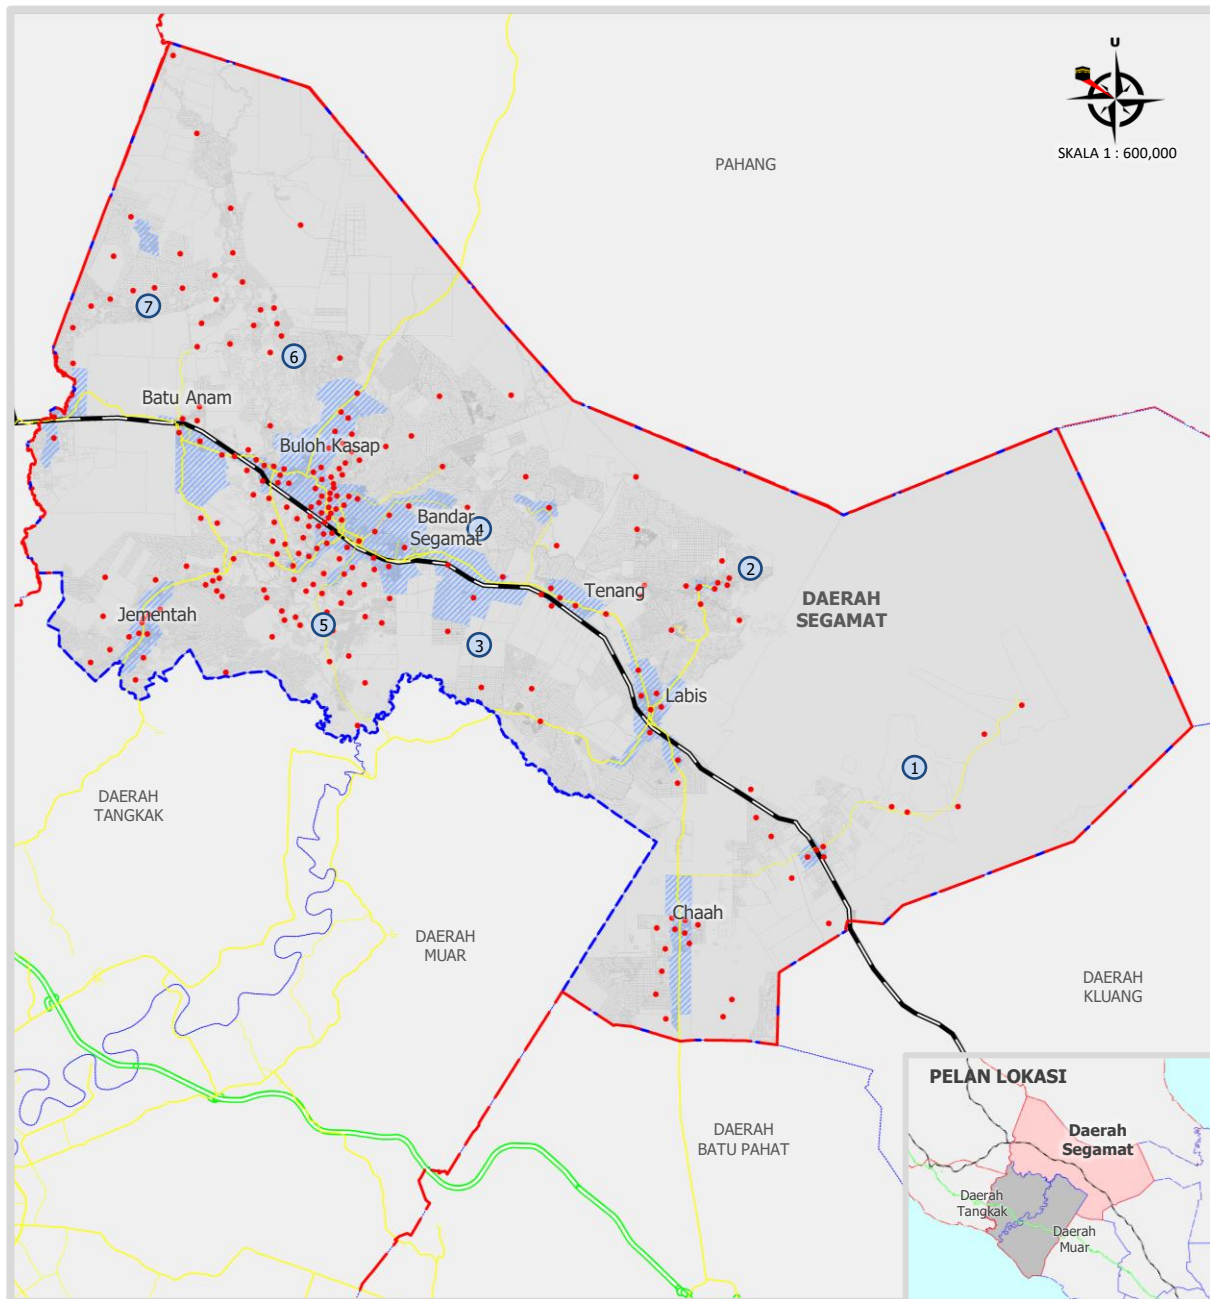 U
SKALA 1 : 600,000
PAHANG
7
6
Batu Anam
Buloh Kasap
Bandar
Segamat
4
2
Tenang
DAERAH
SEGAMAT
Jementah
5
3
Labis
1
DAERAH
TANGKAK
Chaah
DAERAH
MUAR
DAERAH
KLUANG
DAERAH
BATU PAHAT
PELAN LOKASI
Daerah
Segamat
Daerah
Tangkak
Daerah
Muar